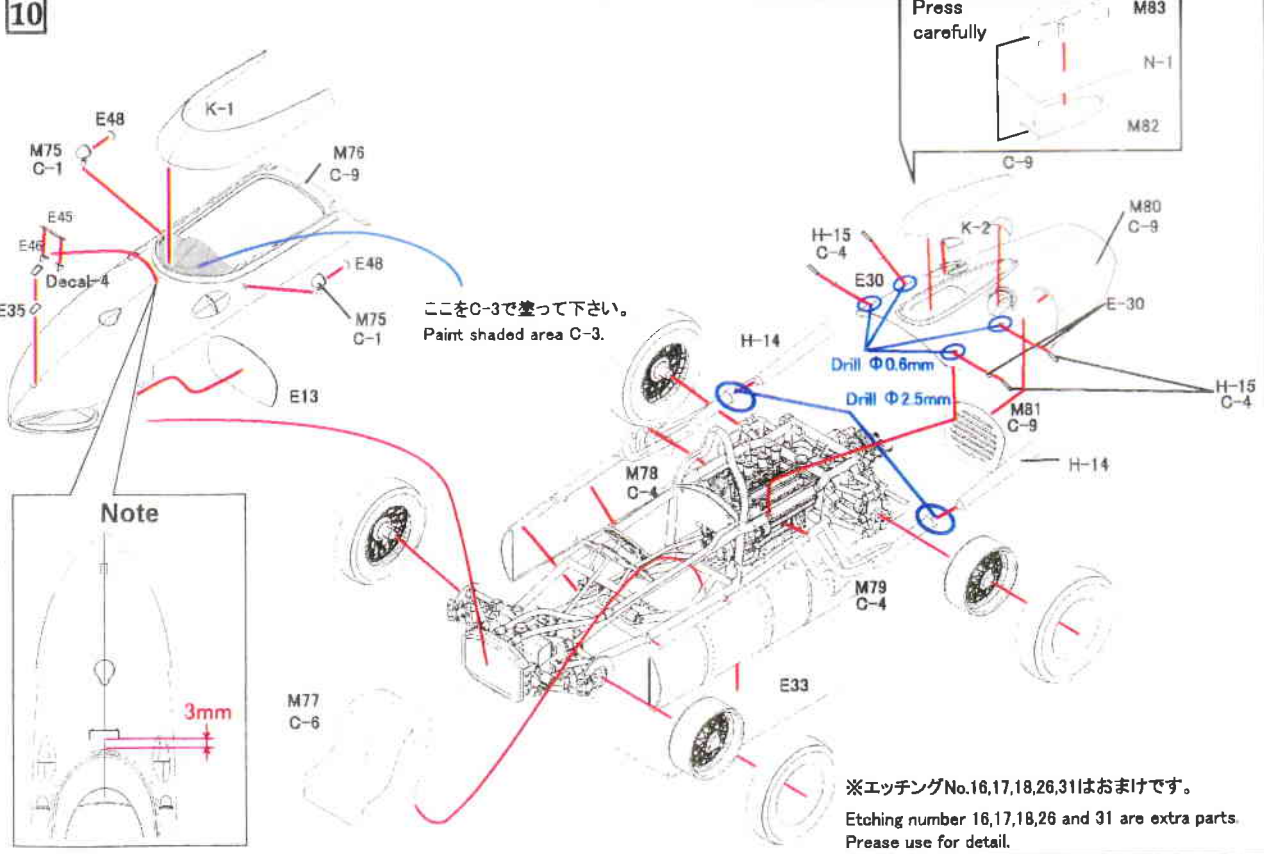 10
Press
carefully
M83
N-1
M82
C-9
K-1
E48
M75
C-1
M76
C-9
E45
E46
Decal-4
E35
E48
M75
C-1
E13
ここをC-3で塗って下さい。
Paint shaded area C-3.
H-15
C-4
E30
K-2
M80
C-9
E-30
Drill Φ0.6mm
Drill Φ2.5mm
H-15
C-4
M81
C-9
H-14
H-14
M78
C-4
M79
C-4
E33
M77
C-6
Note
3mm
※エッチングNo.16,17,18,26,31はおまけです。
Etching number 16,17,18,26 and 31 are extra parts.
Prease use for detail.